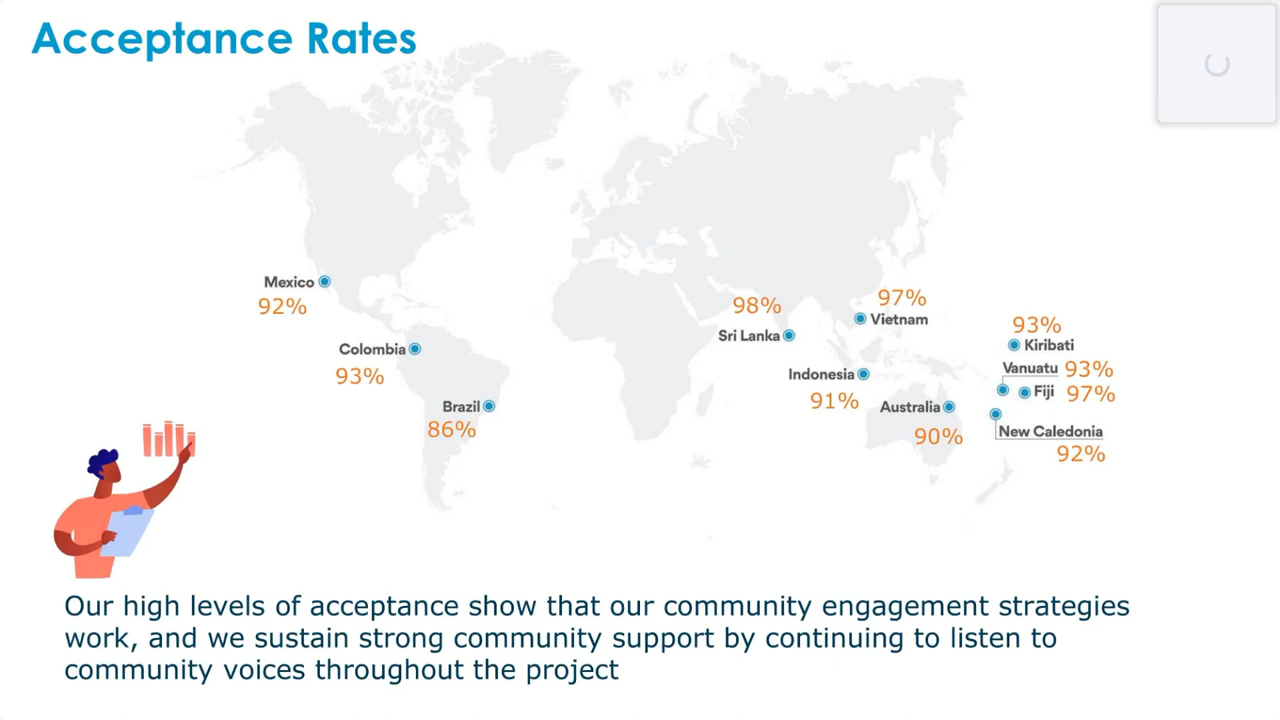 Acceptance Rates
Mexico
92%
Colombia
93%
Brazil
86%
98%
Sri Lanka
97%
Vietnam
Indonesia
91%
Australia
90%
93%
Kiribati
Vanuatu 93%
Fiji 97%
New Caledonia
92%
Our high levels of acceptance show that our community engagement strategies
work, and we sustain strong community support by continuing to listen to
community voices throughout the project